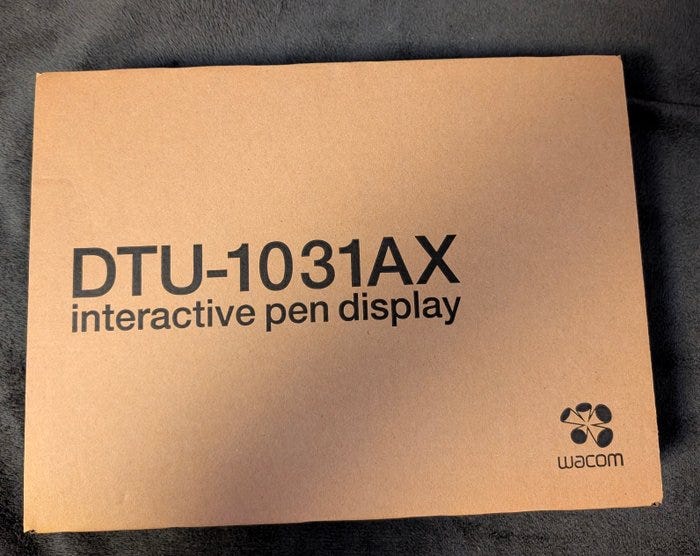 DTU-1031AX
interactive pen display
wacom